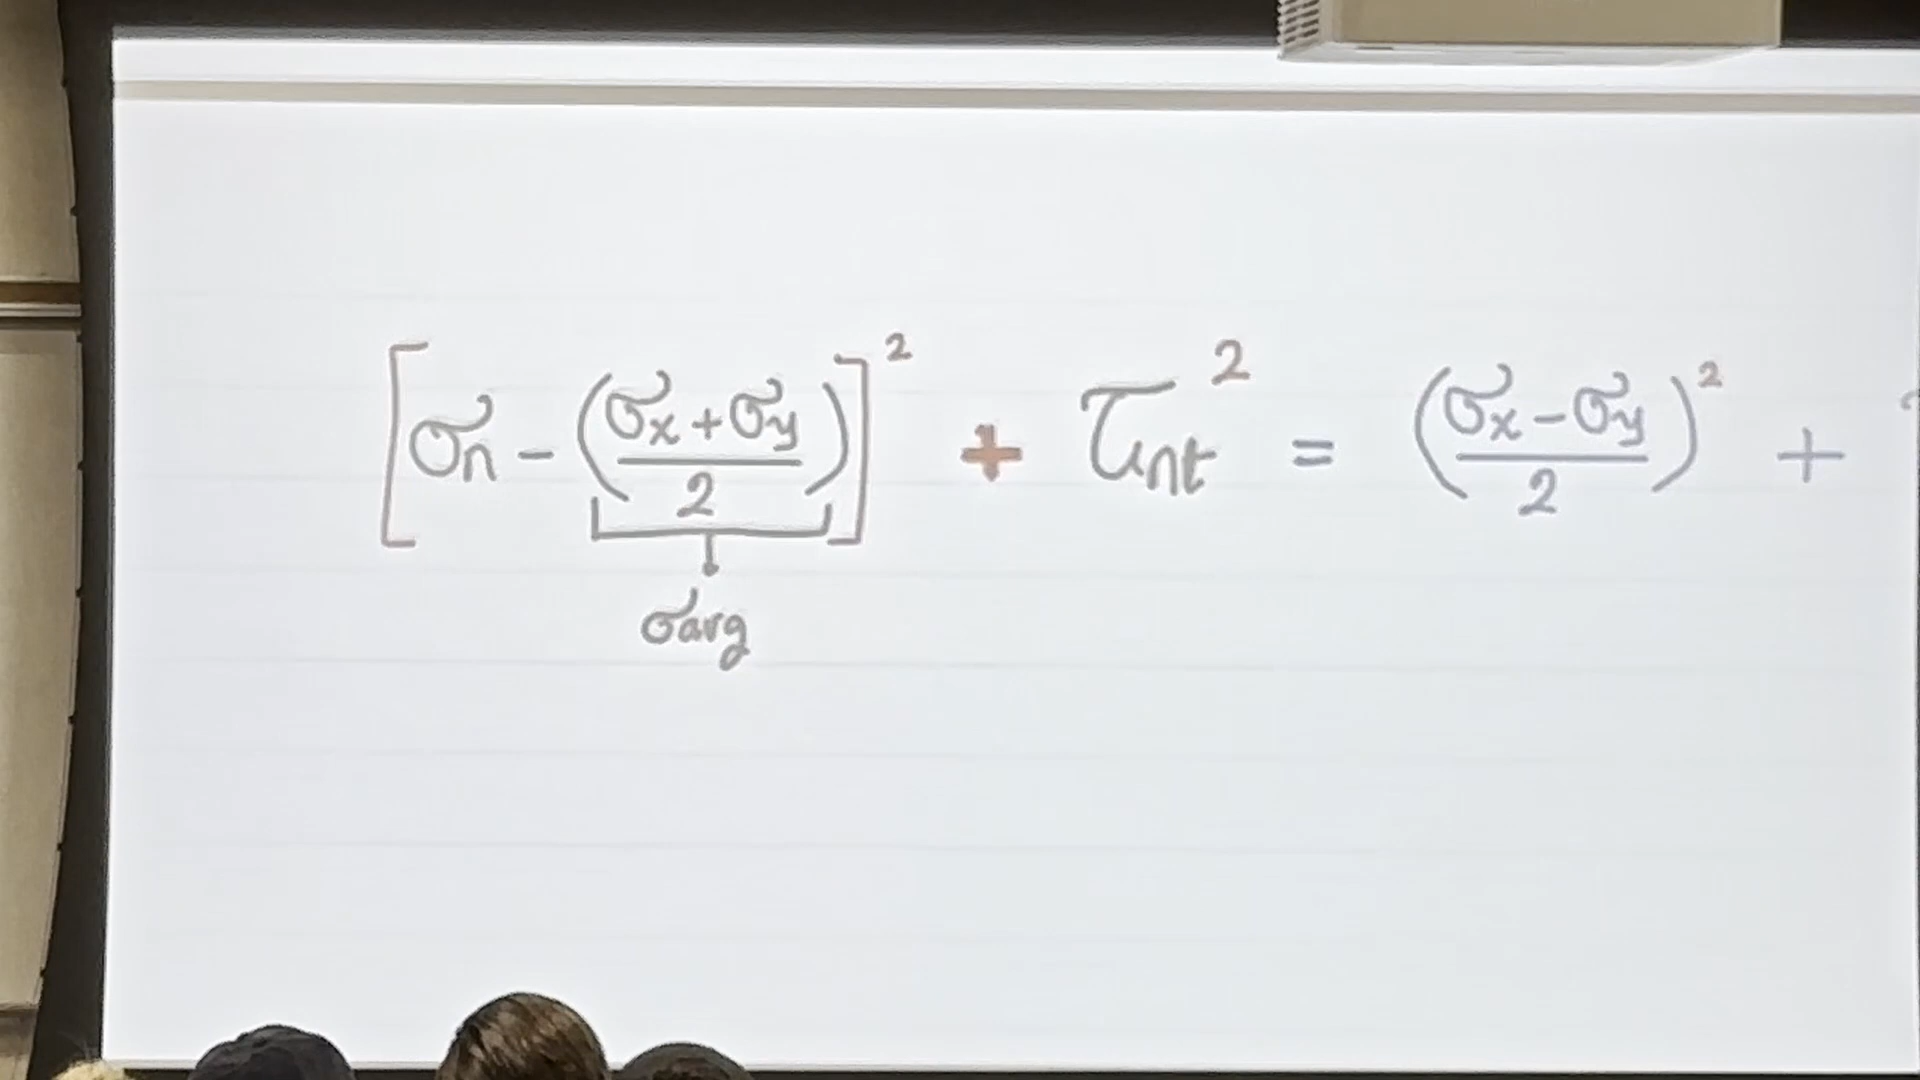 [σn - (σx + σy / 2)]² + τnt² = (σx - σy / 2)² +
σavg